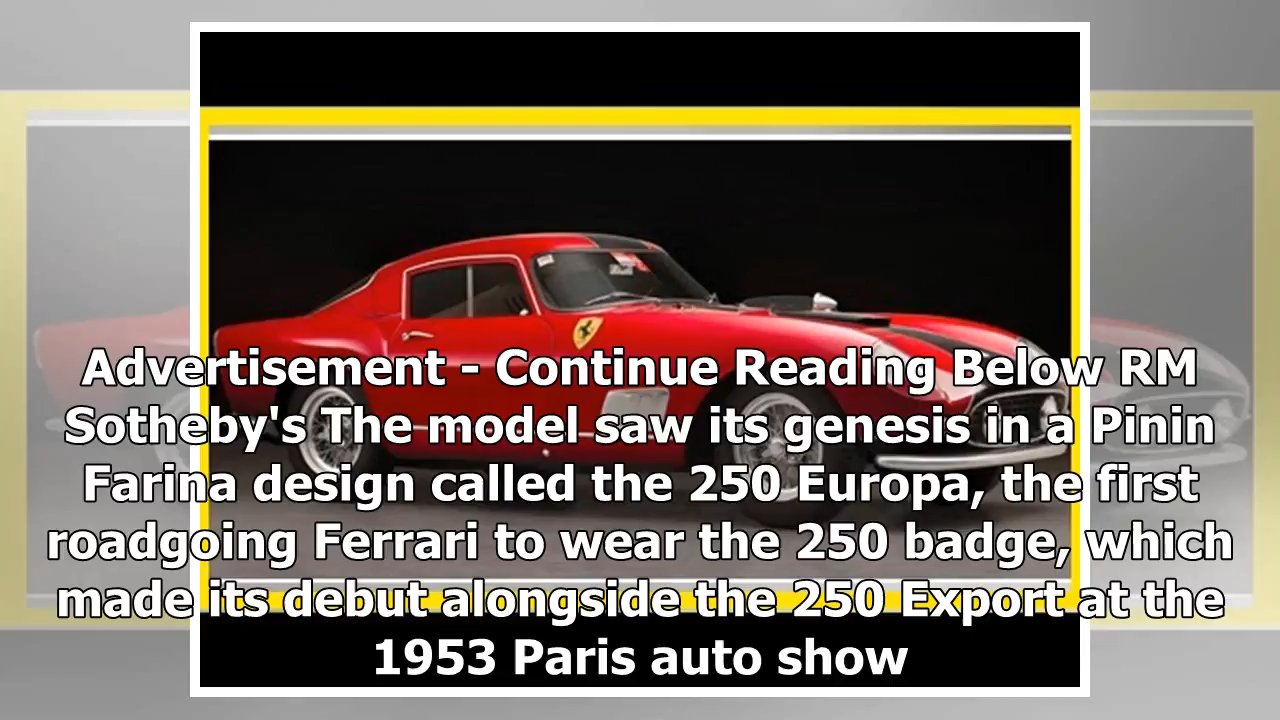 Advertisement - Continue Reading Below RM
Sotheby's The model saw its genesis in a Pinin
Farina design called the 250 Europa, the first
roadgoing Ferrari to wear the 250 badge, which
made its debut alongside the 250 Export at the
1953 Paris auto show